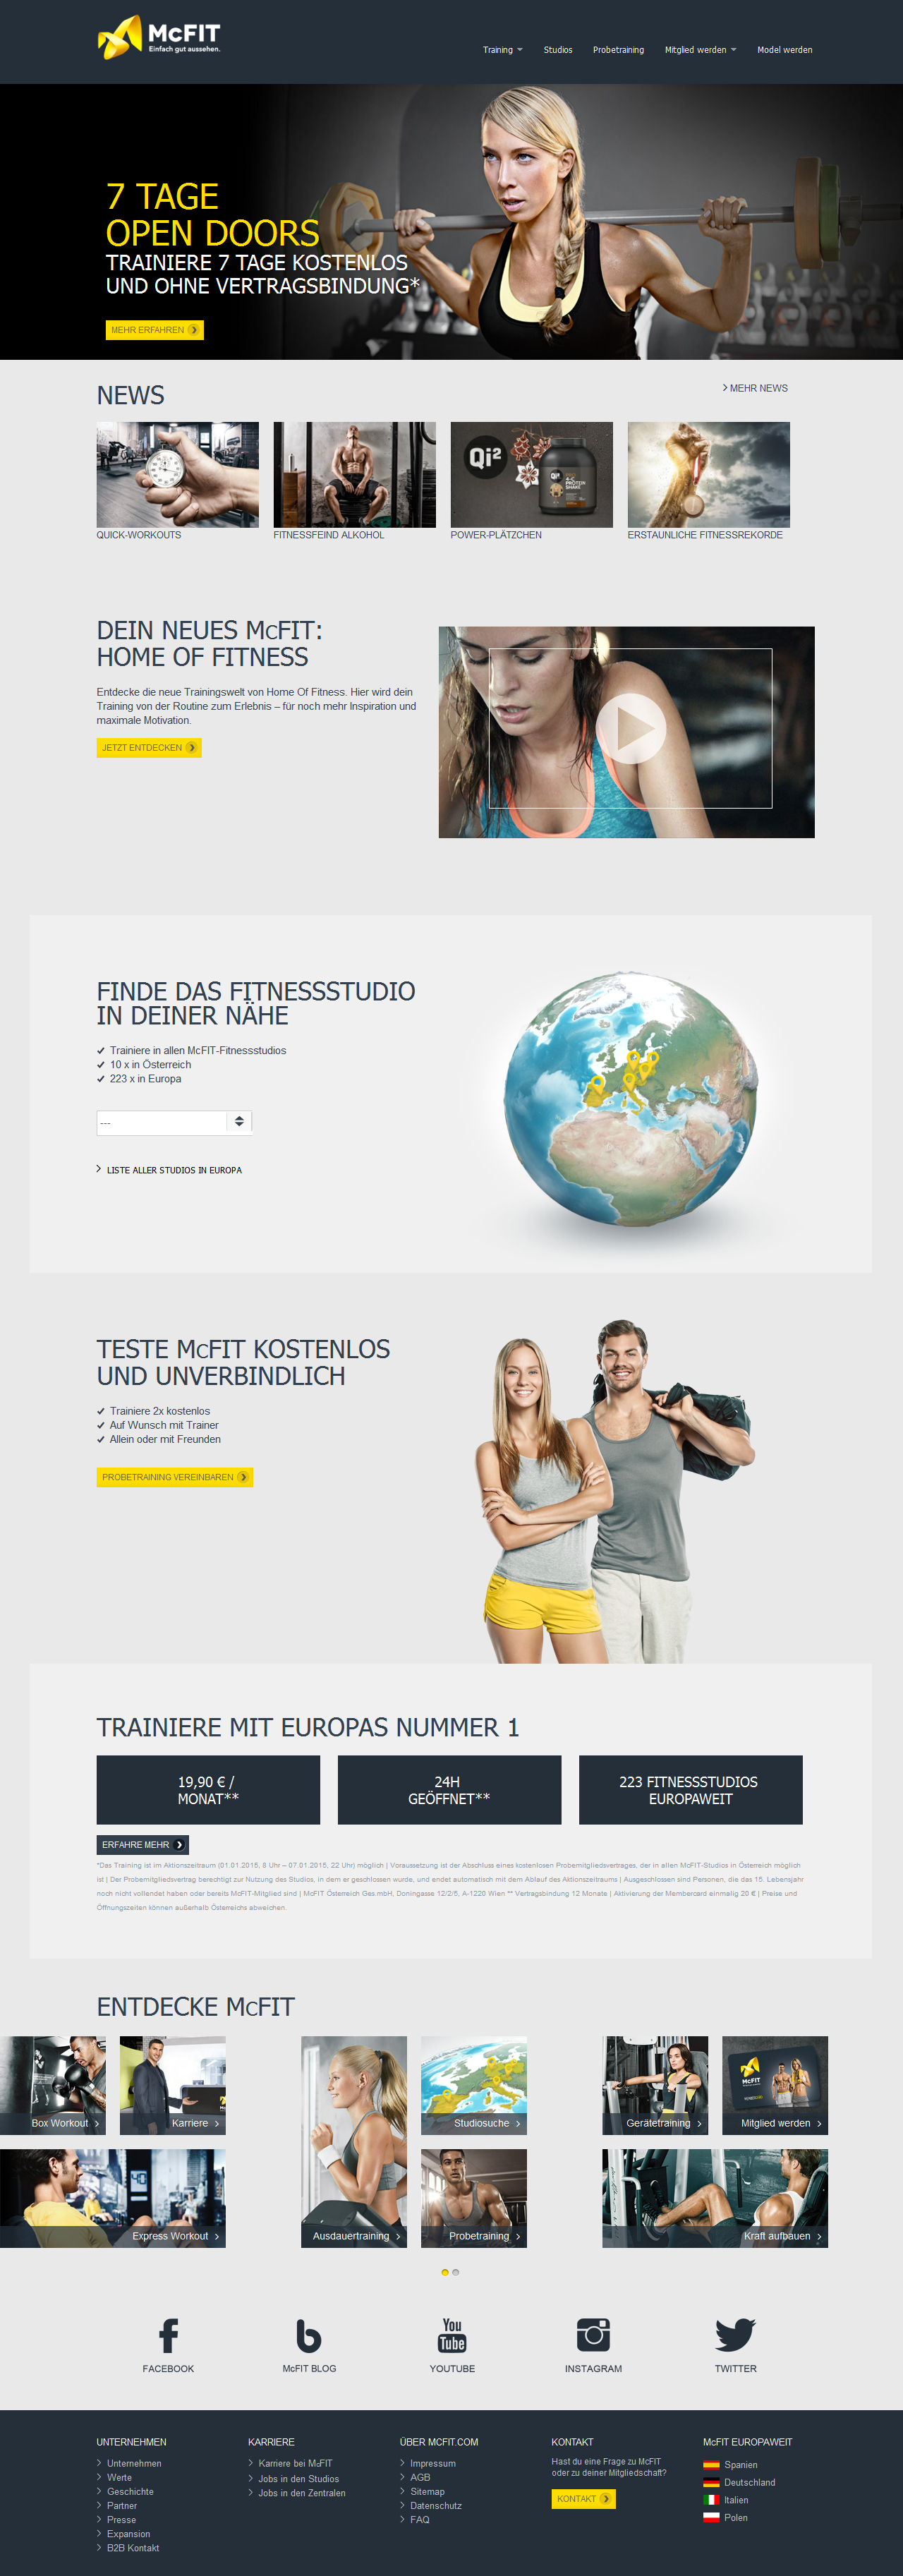 McFIT
Einfach gut aussehen.
Training
Studios
Probetraining
Mitglied werden
Model werden
7 TAGE
OPEN DOORS
TRAINIERE 7 TAGE KOSTENLOS
UND OHNE VERTRAGSBINDUNG*
MEHR ERFAHREN
NEWS
MEHR NEWS
Qi²
4-C
PROTEIN
SHAKE
QUICK-WORKOUTS
FITNESSFEIND ALKOHOL
POWER-PLÄTZCHEN
ERSTAUNLICHE FITNESSREKORDE
DEIN NEUES McFIT:
HOME OF FITNESS
Entdecke die neue Trainingswelt von Home Of Fitness. Hier wird dein
Training von der Routine zum Erlebnis – für noch mehr Inspiration und
maximale Motivation.
JETZT ENTDECKEN
FINDE DAS FITNESSSTUDIO
IN DEINER NÄHE
Trainiere in allen McFIT-Fitnessstudios
10 x in Österreich
223 x in Europa
---
LISTE ALLER STUDIOS IN EUROPA
TESTE McFIT KOSTENLOS
UND UNVERBINDLICH
Trainiere 2x kostenlos
Auf Wunsch mit Trainer
Allein oder mit Freunden
PROBETRAINING VEREINBAREN
TRAINIERE MIT EUROPAS NUMMER 1
19,90 € /
MONAT**
24H
GEÖFFNET**
223 FITNESSSTUDIOS
EUROPAWEIT
ERFAHRE MEHR
*Das Training ist im Aktionszeitraum (01.01.2015, 8 Uhr – 07.01.2015, 22 Uhr) möglich | Voraussetzung ist der Abschluss eines kostenlosen Probemitgliedsvertrages, der in allen McFIT-Studios in Österreich möglich
ist | Der Probemitgliedsvertrag berechtigt zur Nutzung des Studios, in dem er geschlossen wurde, und endet automatisch mit dem Ablauf des Aktionszeitraums | Ausgeschlossen sind Personen, die das 15. Lebensjahr
noch nicht vollendet haben oder bereits McFIT-Mitglied sind | McFIT Österreich Ges.mbH, Doningasse 12/2/5, A-1220 Wien ** Vertragsbindung 12 Monate | Aktivierung der Membercard einmalig 20 € | Preise und
Öffnungszeiten können außerhalb Österreichs abweichen.
ENTDECKE McFIT
Box Workout
Karriere
Studiosuche
Gerätetraining
McFIT
Mitglied werden
Express Workout
Ausdauertraining
Probetraining
Kraft aufbauen
You
Tube
FACEBOOK
McFIT BLOG
YOUTUBE
INSTAGRAM
TWITTER
UNTERNEHMEN
Unternehmen
Werte
Geschichte
Partner
Presse
Expansion
B2B Kontakt
KARRIERE
Karriere bei McFIT
Jobs in den Studios
Jobs in den Zentralen
ÜBER MCFIT.COM
Impressum
AGB
Sitemap
Datenschutz
FAQ
KONTAKT
Hast du eine Frage zu McFIT
oder zu deiner Mitgliedschaft?
KONTAKT
McFIT EUROPAWEIT
Spanien
Deutschland
Italien
Polen